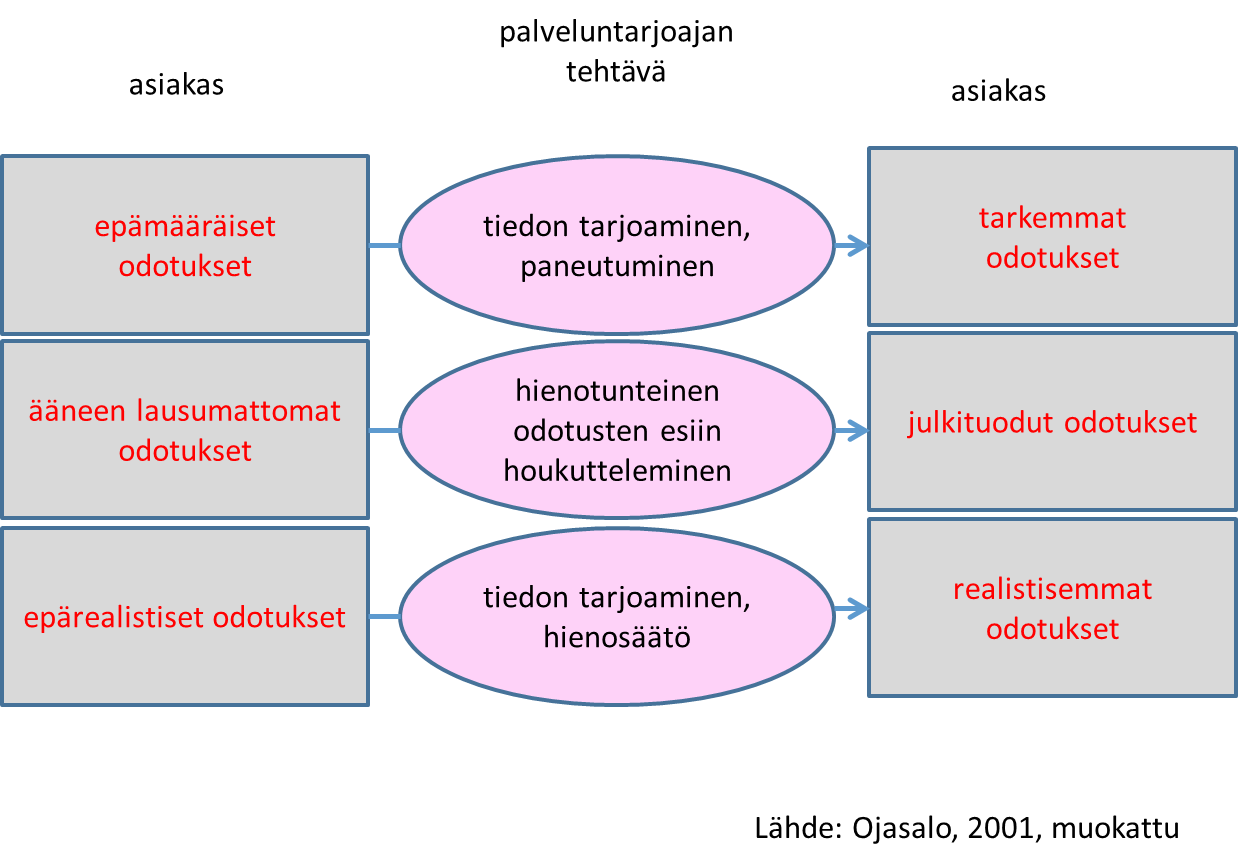 palveluntarjoajan
tehtävä
asiakas
asiakas
epämääräiset
odotukset
tiedon tarjoaminen,
paneutuminen
tarkemmat
odotukset
ääneen lausumattomat
odotukset
hienotunteinen
odotusten esiin
houkutteleminen
julkituodut odotukset
epärealistiset odotukset
tiedon tarjoaminen,
hienosäätö
realistisemmat
odotukset
Lähde: Ojasalo, 2001, muokattu